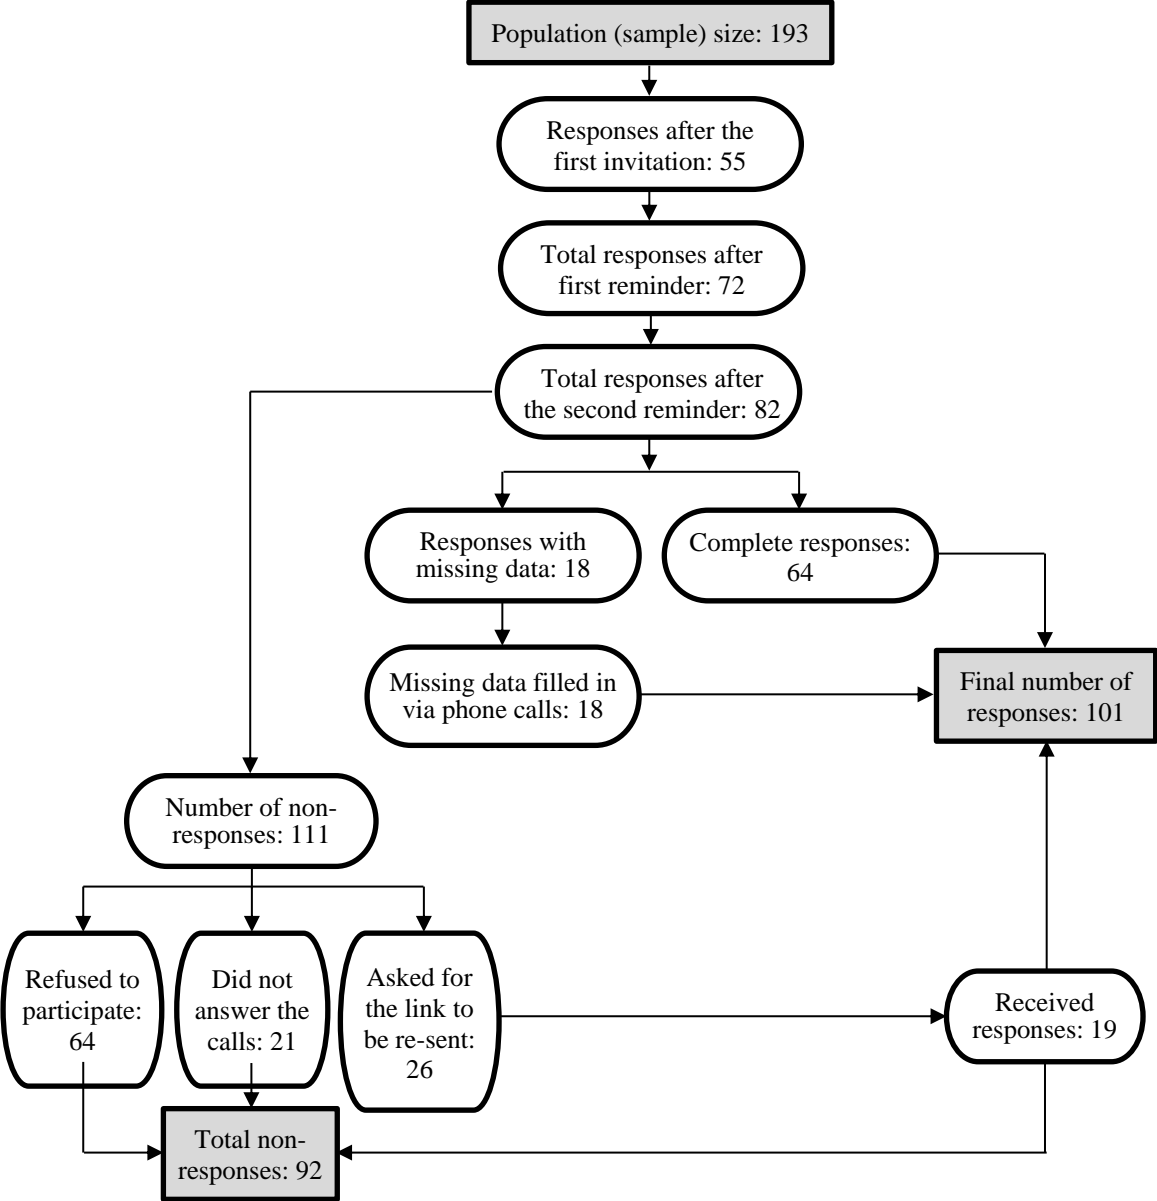 Population (sample) size: 193
Responses after the
first invitation: 55
Total responses after
first reminder: 72
Total responses after
the second reminder: 82
Responses with
missing data: 18
Complete responses:
64
Missing data filled in
via phone calls: 18
Final number of
responses: 101
Number of non-
responses: 111
Refused to
participate:
64
Did not
answer the
calls: 21
Asked for
the link to
be re-sent:
26
Received
responses: 19
Total non-
responses: 92